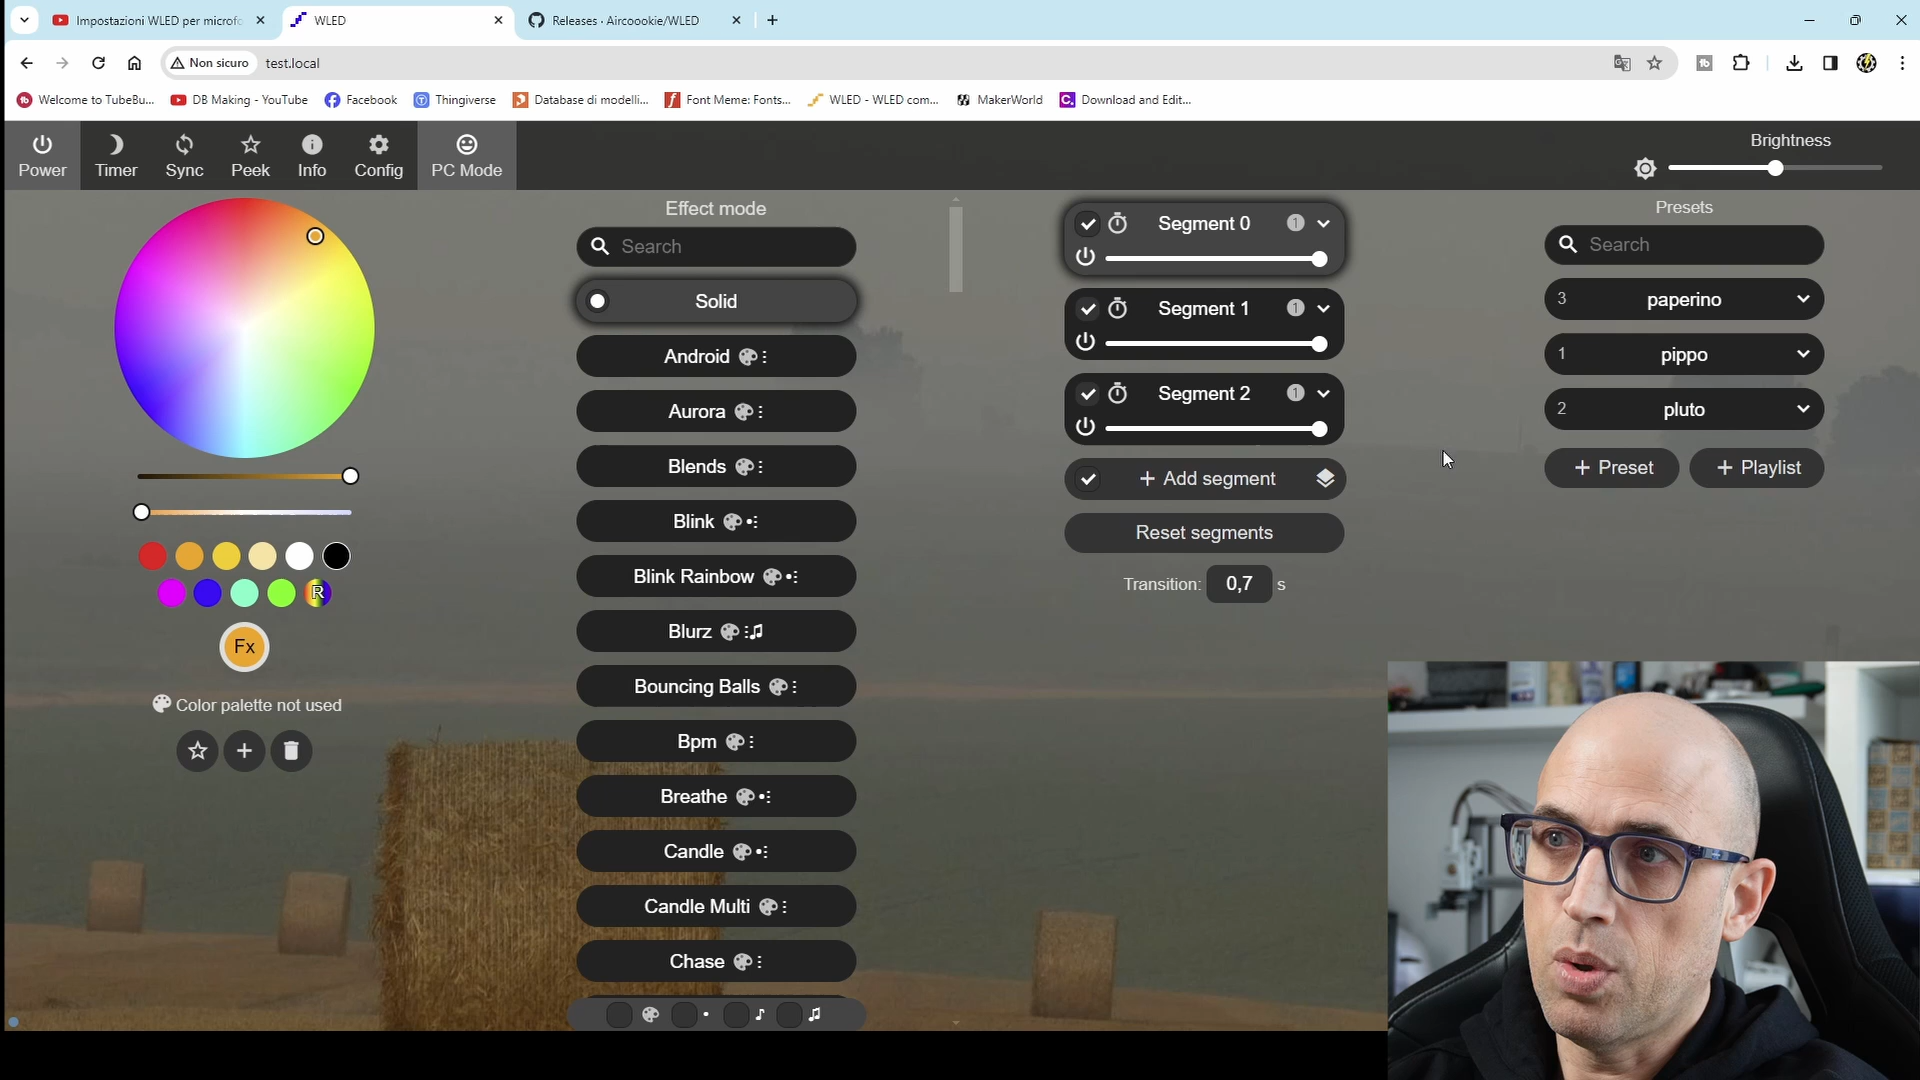 Impostazioni WLED per microfo
WLED
Releases · Aircoookie/WLED
Non sicuro
test.local
Welcome to TubeBu...
DB Making - YouTube
Facebook
Thingiverse
Database di modelli...
Font Meme: Fonts...
WLED - WLED com...
MakerWorld
Download and Edit...
Power
Timer
Sync
Peek
Info
Config
PC Mode
Brightness
R
Fx
Color palette not used
Effect mode
Search
Solid
Android
Aurora
Blends
Blink
Blink Rainbow
Blurz
Bouncing Balls
Bpm
Breathe
Candle
Candle Multi
Chase
Segment 0 1
Segment 1 1
Segment 2 1
+ Add segment
Reset segments
Transition: 0,7 s
Presets
Search
3 paperino
1 pippo
2 pluto
+ Preset
+ Playlist